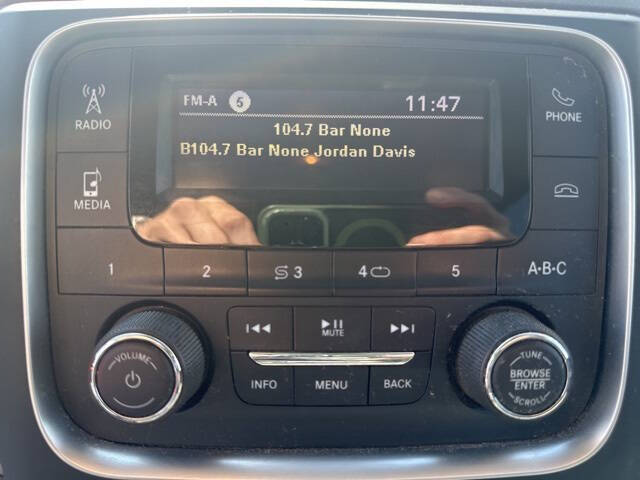 FM-A 5 11:47
104.7 Bar None
B104.7 Bar None Jordan Davis
RADIO
PHONE
MEDIA
1 2 3 4 5 A•B•C
MUTE
VOLUME
TUNE
BROWSE
ENTER
SCROLL
INFO MENU BACK